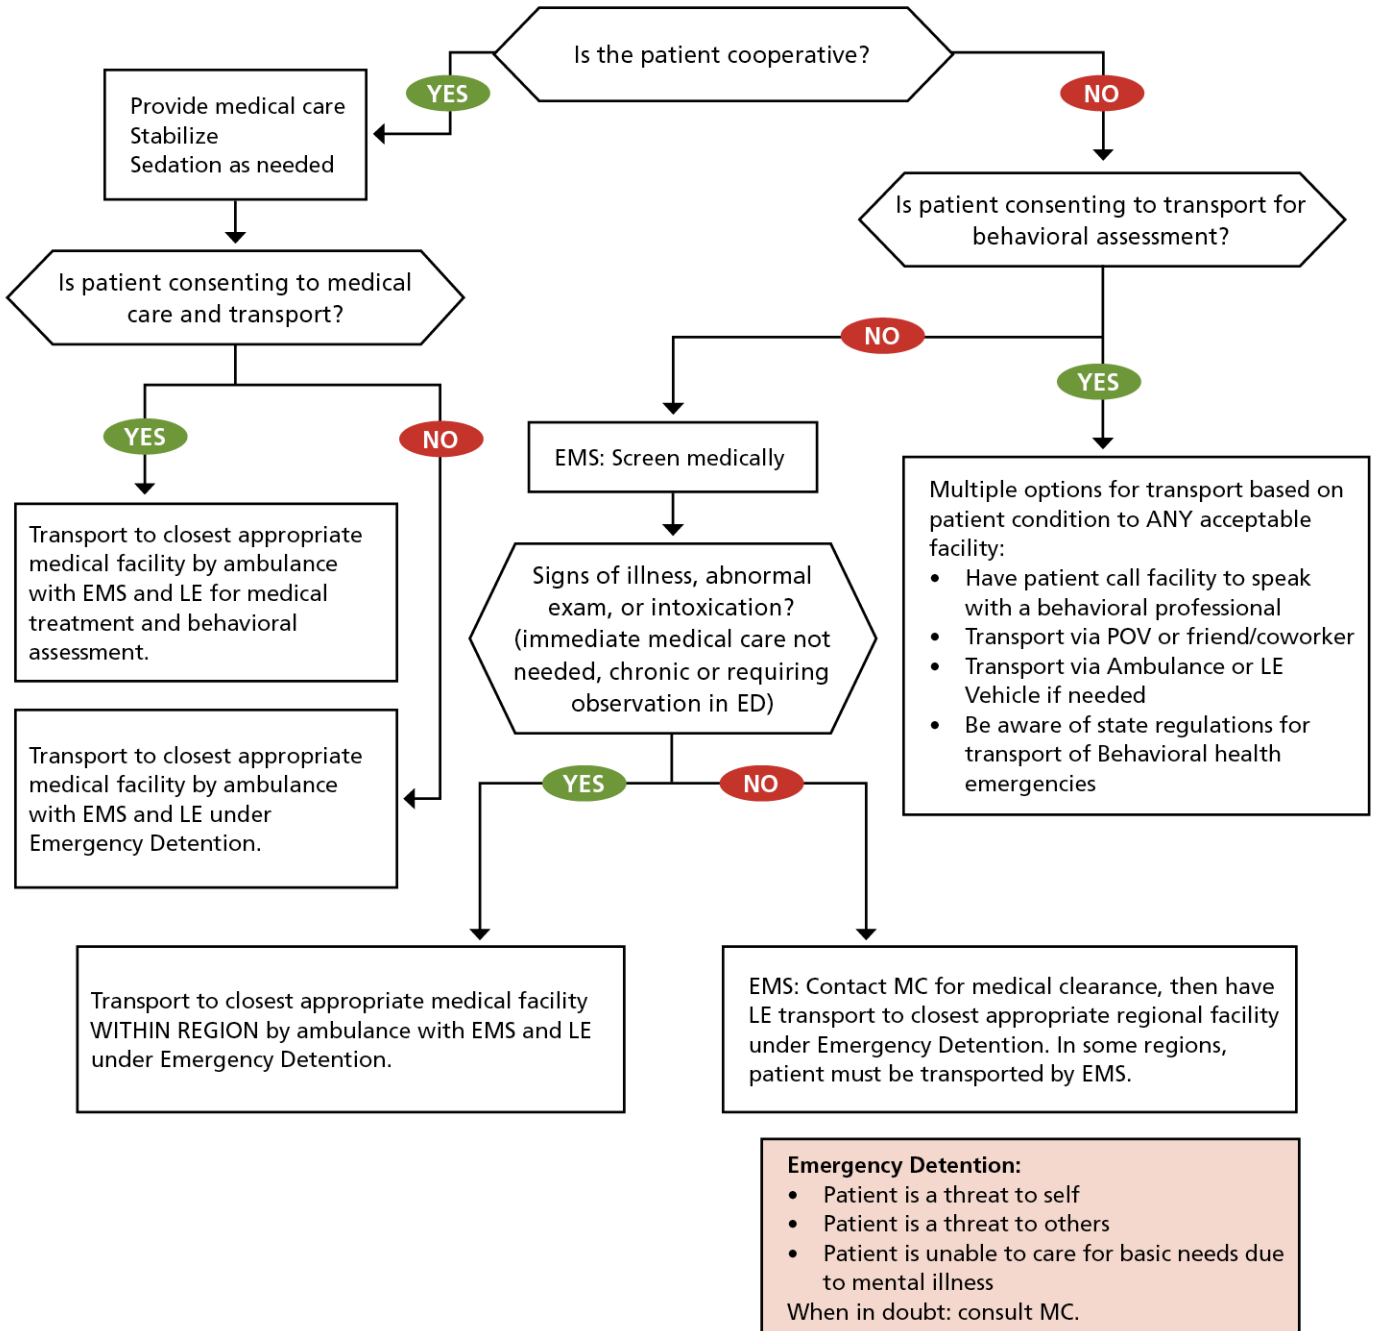 Is the patient cooperative?
YES
NO
Provide medical care
Stabilize
Sedation as needed
Is patient consenting to transport for
behavioral assessment?
Is patient consenting to medical
care and transport?
NO
YES
YES
NO
EMS: Screen medically
Multiple options for transport based on
patient condition to ANY acceptable
facility:
• Have patient call facility to speak
with a behavioral professional
• Transport via POV or friend/coworker
• Transport via Ambulance or LE
Vehicle if needed
• Be aware of state regulations for
transport of Behavioral health
emergencies
Transport to closest appropriate
medical facility by ambulance
with EMS and LE for medical
treatment and behavioral
assessment.
Signs of illness, abnormal
exam, or intoxication?
(immediate medical care not
needed, chronic or requiring
observation in ED)
Transport to closest appropriate
medical facility by ambulance
with EMS and LE under
Emergency Detention.
YES
NO
Transport to closest appropriate medical facility
WITHIN REGION by ambulance with EMS and LE
under Emergency Detention.
EMS: Contact MC for medical clearance, then have
LE transport to closest appropriate regional facility
under Emergency Detention. In some regions,
patient must be transported by EMS.
Emergency Detention:
• Patient is a threat to self
• Patient is a threat to others
• Patient is unable to care for basic needs due
to mental illness
When in doubt: consult MC.